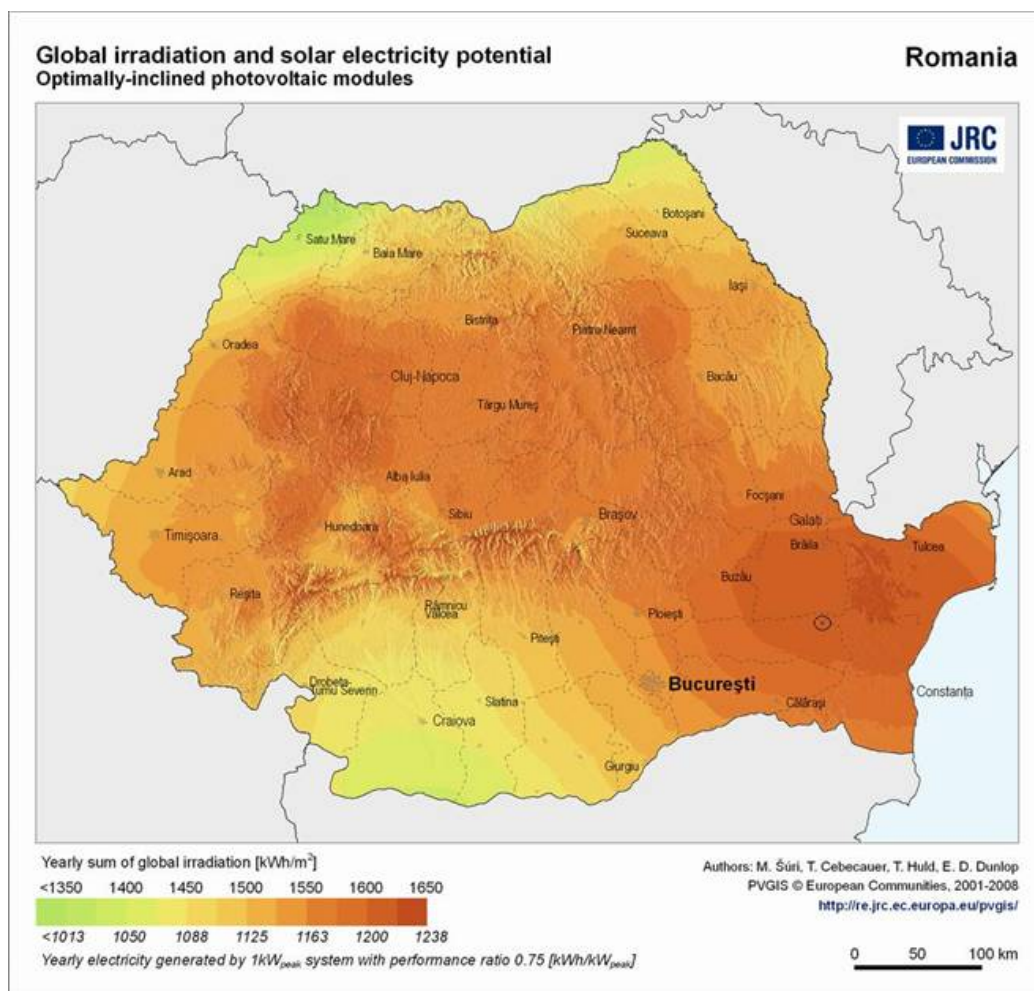 Global irradiation and solar electricity potential
Optimally-inclined photovoltaic modules
Romania
JRC
EUROPEAN COMMISSION
Botoşani
Suceava
Satu Mare
Baia Mare
Iaşi
Bistriţa
Piatra Neamţ
Oradea
Cluj-Napoca
Bacău
Târgu Mureş
Arad
Alba Iulia
Focşani
Sibiu
Braşov
Galaţi
Hunedoara
Timişoara
Brăila
Tulcea
Buzău
Reşiţa
Râmnicu
Vâlcea
Ploieşti
Piteşti
Drobeta-
Turnu Severin
Bucureşti
Constanţa
Slatina
Călăraşi
Craiova
Giurgiu
Yearly sum of global irradiation [kWh/m²]
<1350 1400 1450 1500 1550 1600 1650
<1013 1050 1088 1125 1163 1200 1238
Yearly electricity generated by 1kWpeak system with performance ratio 0.75 [kWh/kWpeak]
Authors: M. Šúri, T. Cebecauer, T. Huld, E. D. Dunlop
PVGIS © European Communities, 2001-2008
http://re.jrc.ec.europa.eu/pvgis/
0 50 100 km